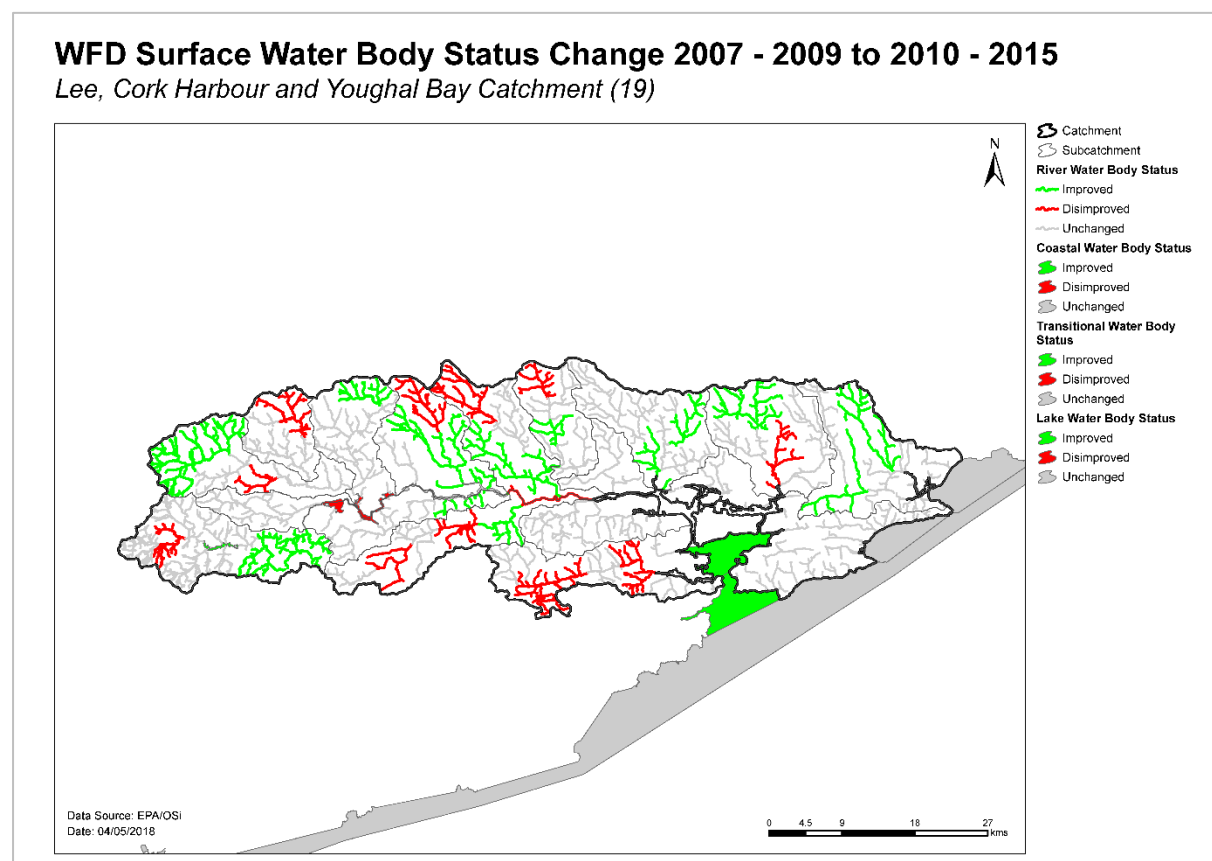 WFD Surface Water Body Status Change 2007 - 2009 to 2010 - 2015
Lee, Cork Harbour and Youghal Bay Catchment (19)
N
Catchment
Subcatchment
River Water Body Status
Improved
Disimproved
Unchanged
Coastal Water Body Status
Improved
Disimproved
Unchanged
Transitional Water Body
Status
Improved
Disimproved
Unchanged
Lake Water Body Status
Improved
Disimproved
Unchanged
Data Source: EPA/OSi
Date: 04/05/2018
0 4.5 9 18 27
kms